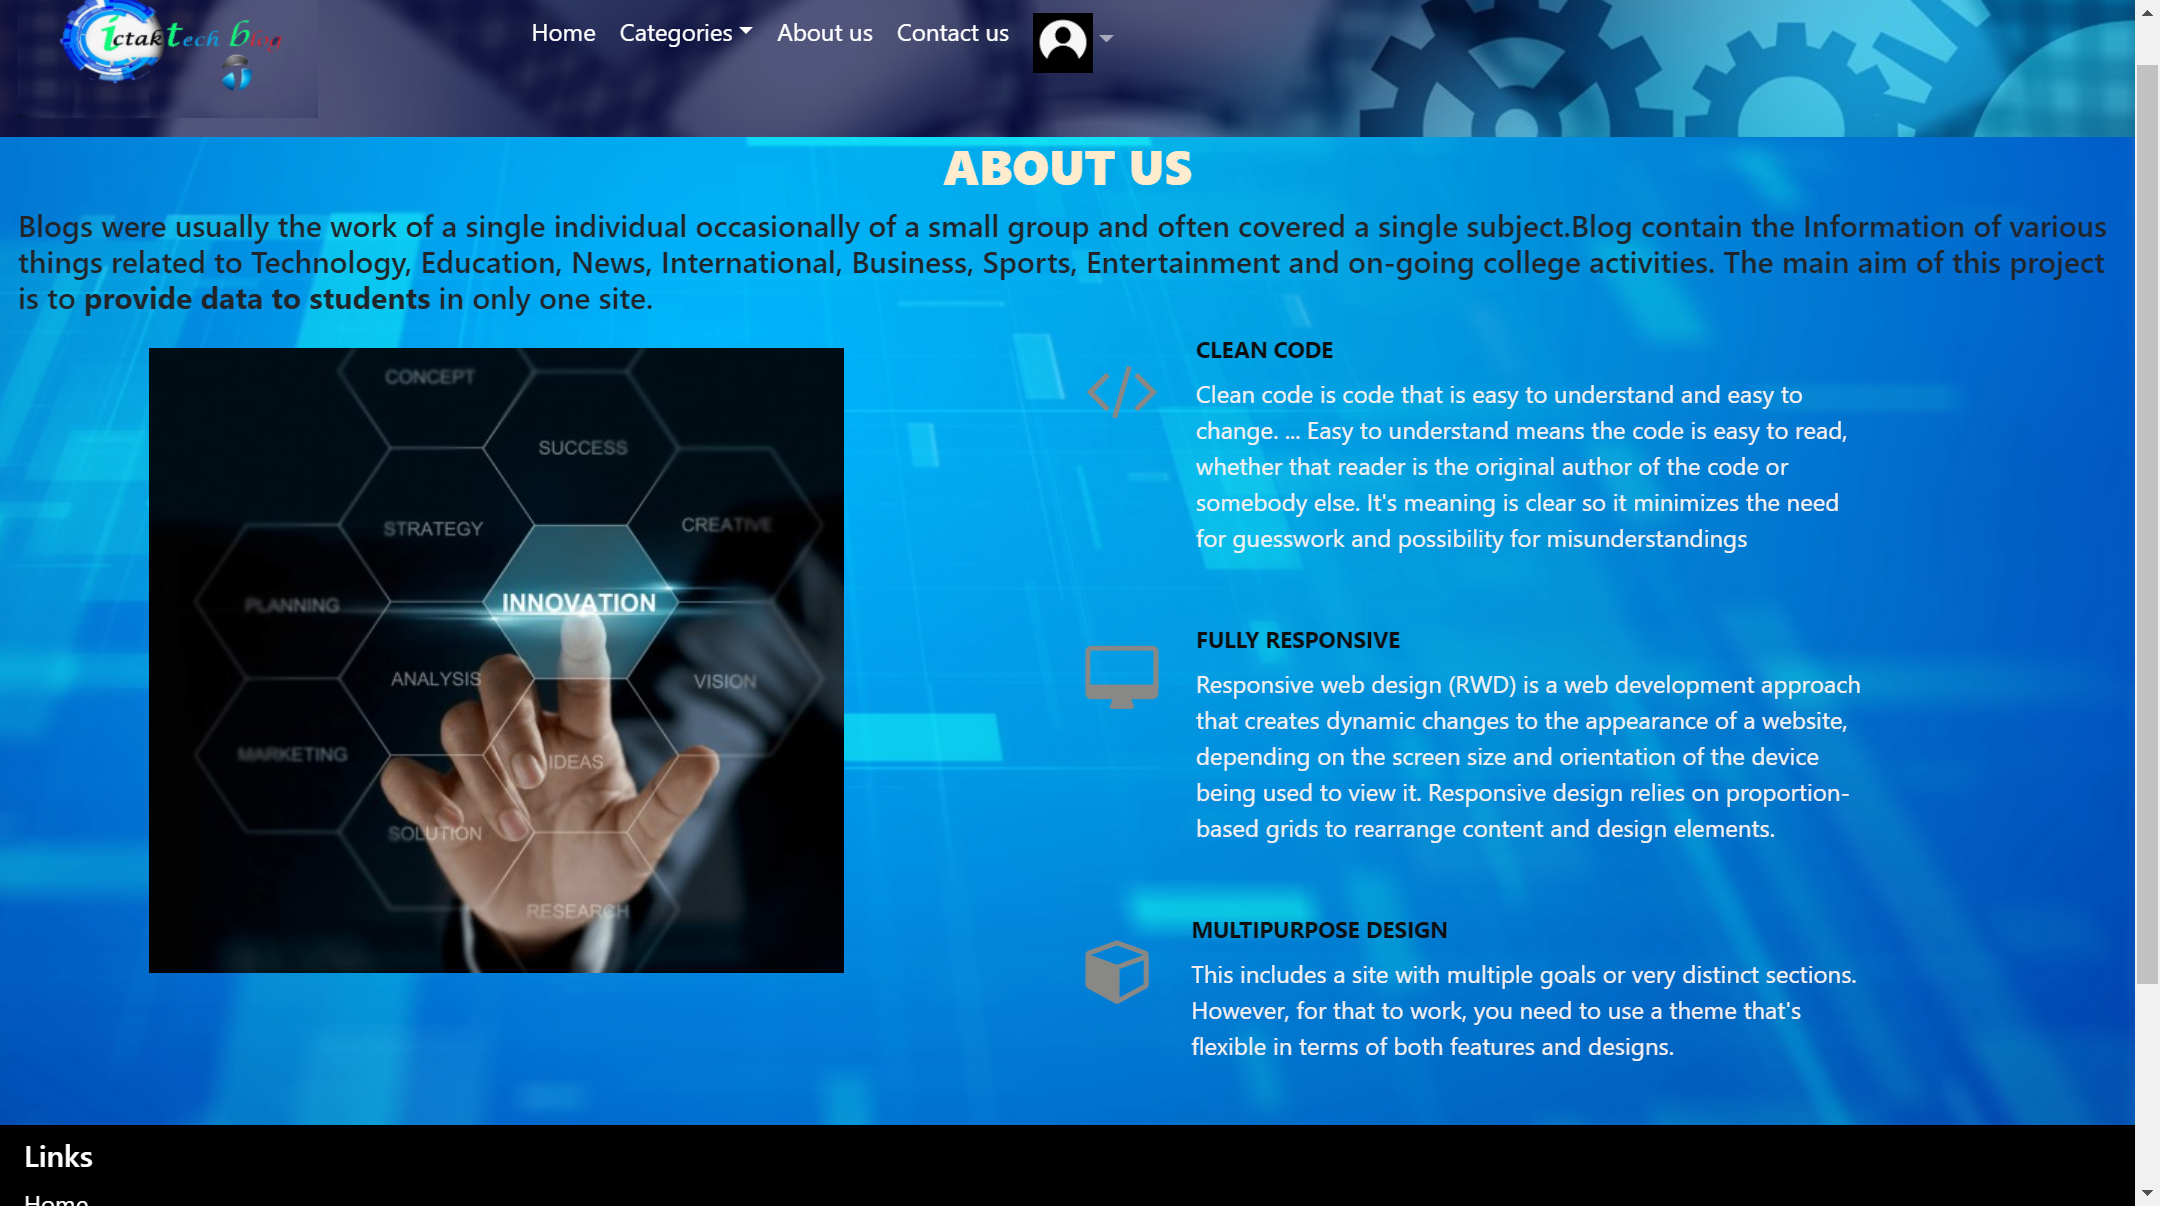 ictak tech blog
Home Categories About us Contact us
ABOUT US
Blogs were usually the work of a single individual occasionally of a small group and often covered a single subject.Blog contain the Information of various
things related to Technology, Education, News, International, Business, Sports, Entertainment and on-going college activities. The main aim of this project
is to provide data to students in only one site.
CONCEPT
SUCCESS
STRATEGY
CREATIVE
INNOVATION
PLANNING
ANALYSIS
VISION
MARKETING
IDEAS
SOLUTION
RESEARCH
CLEAN CODE
Clean code is code that is easy to understand and easy to
change. ... Easy to understand means the code is easy to read,
whether that reader is the original author of the code or
somebody else. It's meaning is clear so it minimizes the need
for guesswork and possibility for misunderstandings
FULLY RESPONSIVE
Responsive web design (RWD) is a web development approach
that creates dynamic changes to the appearance of a website,
depending on the screen size and orientation of the device
being used to view it. Responsive design relies on proportion-
based grids to rearrange content and design elements.
MULTIPURPOSE DESIGN
This includes a site with multiple goals or very distinct sections.
However, for that to work, you need to use a theme that's
flexible in terms of both features and designs.
Links
Home